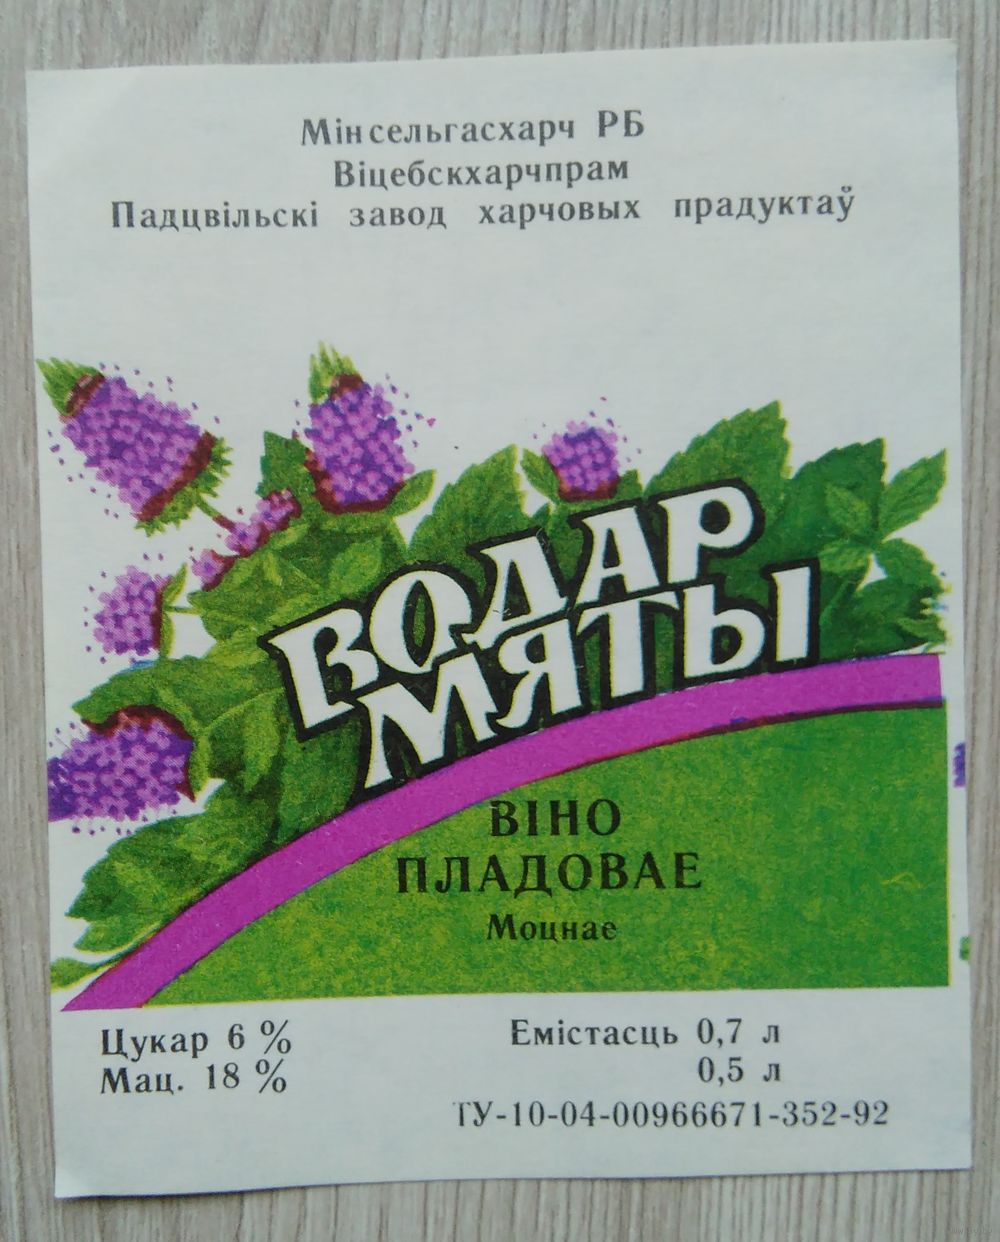 Мінсельгасхарч РБ
Віцебскхарчпрам
Падцвільскі завод харчовых прадуктаў
ВОДАР
МЯТЫ
ВІНО
ПЛАДОВАЕ
Моцнае
Цукар 6 %
Мац. 18 %
Емістасць 0,7 л
0,5 л
ТУ-10-04-00966671-352-92